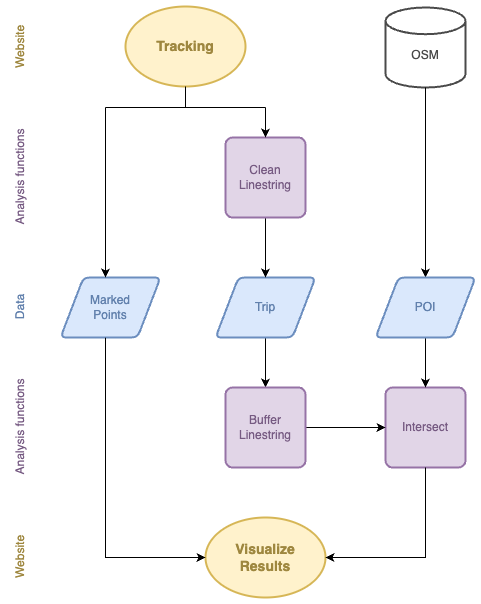 Website
Tracking
OSM
Analysis functions
Clean
Linestring
Data
Marked
Points
Trip
POI
Analysis functions
Buffer
Linestring
Intersect
Website
Visualize
Results